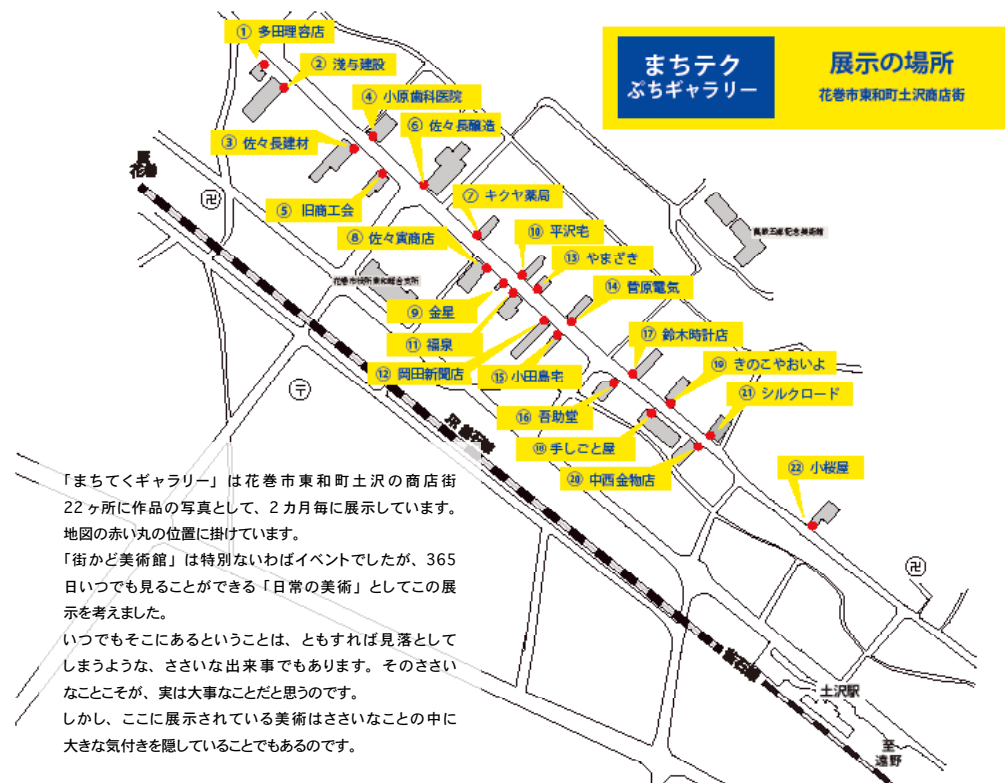 まちテク
ぷちギャラリー
展示の場所
花巻市東和町土沢商店街
① 多田理容店
② 浅与建設
④ 小原歯科医院
⑥ 佐々長醸造
③ 佐々長建材
⑤ 旧商工会
⑦ キクヤ薬局
⑧ 佐々寅商店
⑩ 平沢宅
⑬ やまざき
⑭ 菅原電気
⑨ 金星
⑪ 福泉
⑫ 岡田新聞店
⑮ 小田島宅
⑰ 鈴木時計店
⑲ きのこやおいよ
㉑ シルクロード
⑯ 吾助堂
⑱ 手しごと屋
⑳ 中西金物店
㉒ 小桜屋
花巻
卍
萬鉄五郎記念美術館
花巻市役所東和総合支所
〒
JR 釜石線
釜石線
卍
土沢駅
至
遠野
「まちてくギャラリー」は花巻市東和町土沢の商店街
22ヶ所に作品の写真として、2カ月毎に展示しています。
地図の赤い丸の位置に掛けています。
「街かど美術館」は特別ないわばイベントでしたが、365
日いつでも見ることができる「日常の美術」としてこの展
示を考えました。
いつでもそこにあるということは、ともすれば見落として
しまうような、ささいな出来事でもあります。そのささい
なことこそが、実は大事なことだと思うのです。
しかし、ここに展示されている美術はささいなことの中に
大きな気付きを隠していることでもあるのです。